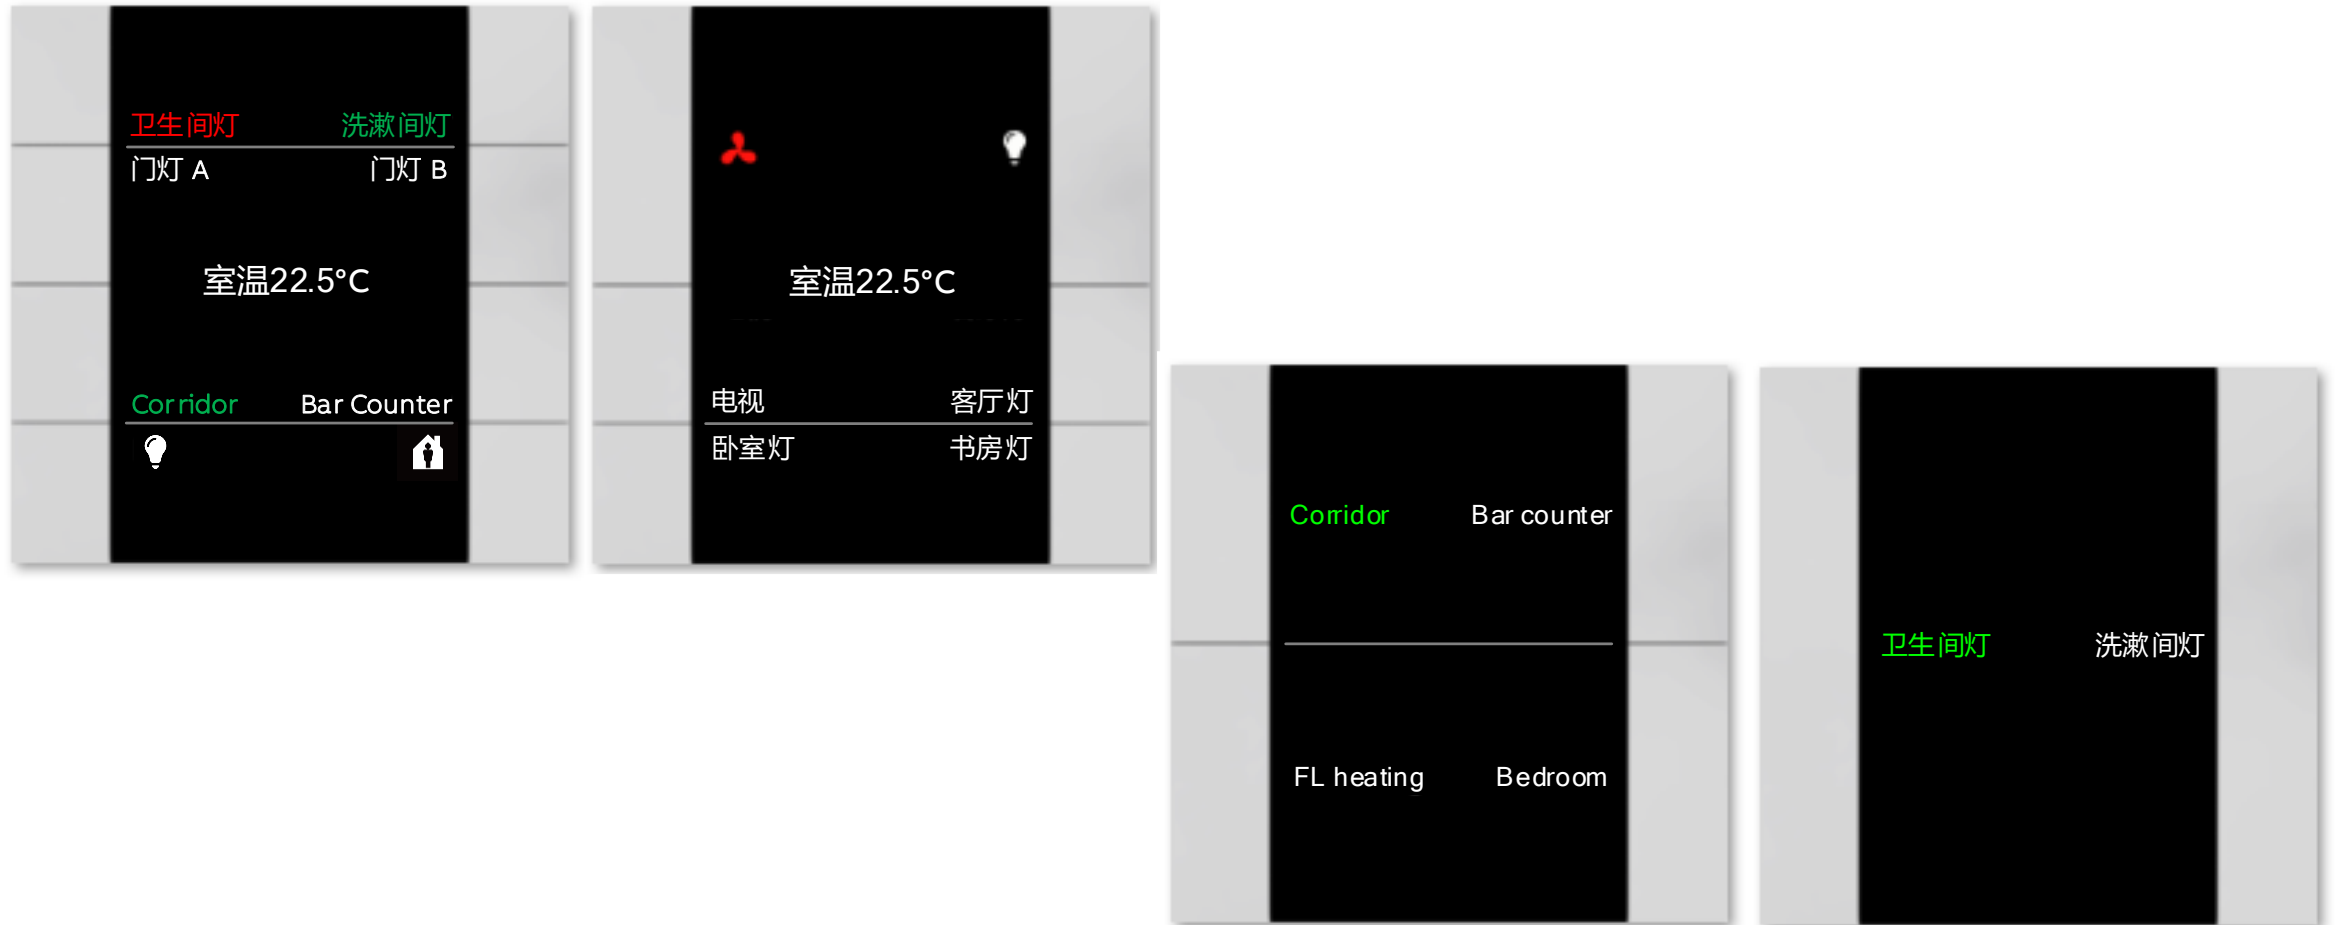 卫生间灯 洗漱间灯
门灯 A 门灯 B
室温22.5°C
Corridor Bar Counter
室温22.5°C
电视 客厅灯
卧室灯 书房灯
Corridor Bar counter
FL heating Bedroom
卫生间灯 洗漱间灯